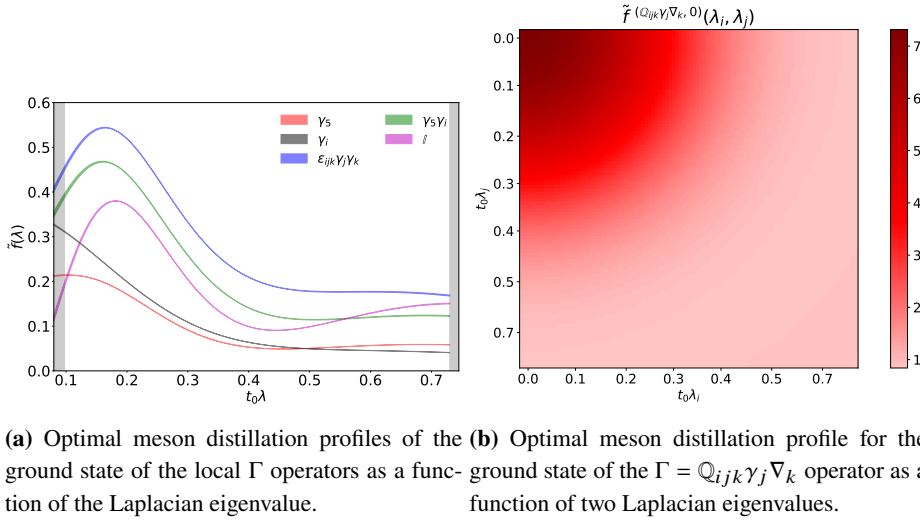 0.6
0.5
0.4
0.3
0.2
0.1
0.0
f̃(λ)
γ₅
γᵢ
εᵢⱼₖγⱼγₖ
γ₅γᵢ
𝕀
0.1 0.2 0.3 0.4 0.5 0.6 0.7
t₀λ
f̃ ^(ℚᵢⱼₖγⱼ∇ₖ, 0)(λᵢ, λⱼ)
0.0
0.1
0.2
0.3
0.5
0.7
t₀λⱼ
0.0 0.1 0.2 0.3 0.5 0.7
t₀λᵢ
7
6
5
4
3
2
1
(a) Optimal meson distillation profiles of the
ground state of the local Γ operators as a func-
tion of the Laplacian eigenvalue.
(b) Optimal meson distillation profile for the
ground state of the Γ = ℚᵢⱼₖγⱼ∇ₖ operator as a
function of two Laplacian eigenvalues.